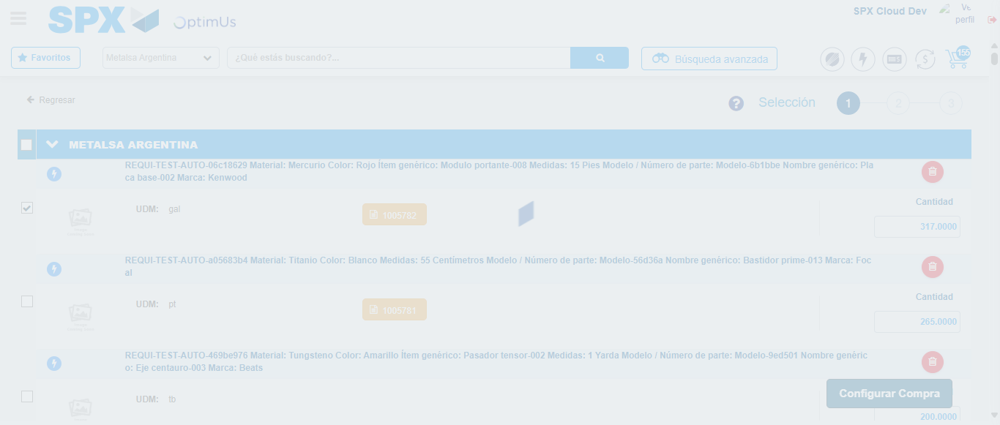 SPX
OptimUs
SPX Cloud Dev
Ve
perfil
Favoritos
Metalsa Argentina
¿Qué estás buscando?...
Búsqueda avanzada
155
Regresar
?
Selección
1
2
3
METALSA ARGENTINA
REQUI-TEST-AUTO-06c18629 Material: Mercurio Color: Rojo Ítem genérico: Modulo portante-008 Medidas: 15 Pies Modelo / Número de parte: Modelo-6b1bbe Nombre genérico: Pla
ca base-002 Marca: Kenwood
UDM: gal
1005782
Cantidad
317.0000
REQUI-TEST-AUTO-a05683b4 Material: Titanio Color: Blanco Medidas: 55 Centímetros Modelo / Número de parte: Modelo-56d36a Nombre genérico: Bastidor prime-013 Marca: Foc
al
UDM: pt
1005781
Cantidad
265.0000
REQUI-TEST-AUTO-469be976 Material: Tungsteno Color: Amarillo Ítem genérico: Pasador tensor-002 Medidas: 1 Yarda Modelo / Número de parte: Modelo-9ed501 Nombre genéric
o: Eje centauro-003 Marca: Beats
UDM: tb
Configurar Compra
200.0000